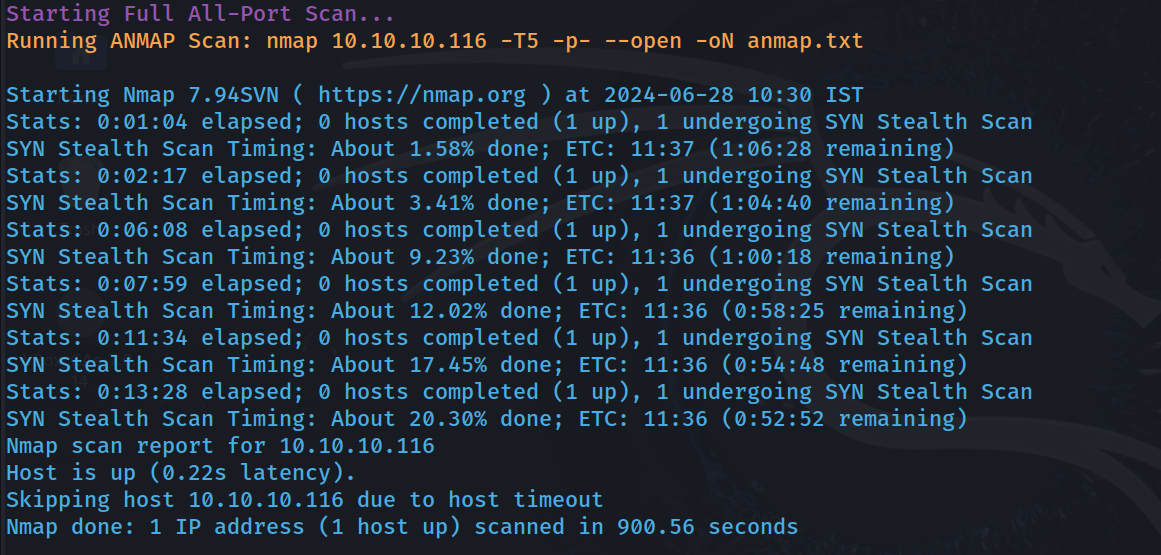 Starting Full All-Port Scan...
Running ANMAP Scan: nmap 10.10.10.116 -T5 -p- --open -oN anmap.txt
Starting Nmap 7.94SVN ( https://nmap.org ) at 2024-06-28 10:30 IST
Stats: 0:01:04 elapsed; 0 hosts completed (1 up), 1 undergoing SYN Stealth Scan
SYN Stealth Scan Timing: About 1.58% done; ETC: 11:37 (1:06:28 remaining)
Stats: 0:02:17 elapsed; 0 hosts completed (1 up), 1 undergoing SYN Stealth Scan
SYN Stealth Scan Timing: About 3.41% done; ETC: 11:37 (1:04:40 remaining)
Stats: 0:06:08 elapsed; 0 hosts completed (1 up), 1 undergoing SYN Stealth Scan
SYN Stealth Scan Timing: About 9.23% done; ETC: 11:36 (1:00:18 remaining)
Stats: 0:07:59 elapsed; 0 hosts completed (1 up), 1 undergoing SYN Stealth Scan
SYN Stealth Scan Timing: About 12.02% done; ETC: 11:36 (0:58:25 remaining)
Stats: 0:11:34 elapsed; 0 hosts completed (1 up), 1 undergoing SYN Stealth Scan
SYN Stealth Scan Timing: About 17.45% done; ETC: 11:36 (0:54:48 remaining)
Stats: 0:13:28 elapsed; 0 hosts completed (1 up), 1 undergoing SYN Stealth Scan
SYN Stealth Scan Timing: About 20.30% done; ETC: 11:36 (0:52:52 remaining)
Nmap scan report for 10.10.10.116
Host is up (0.22s latency).
Skipping host 10.10.10.116 due to host timeout
Nmap done: 1 IP address (1 host up) scanned in 900.56 seconds